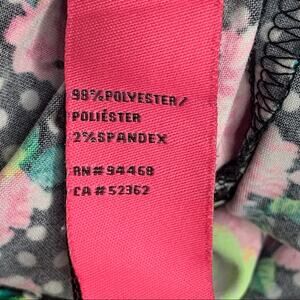 98%POLYESTER/
POLIÉSTER
2%SPANDEX
RN#94468
CA#52362